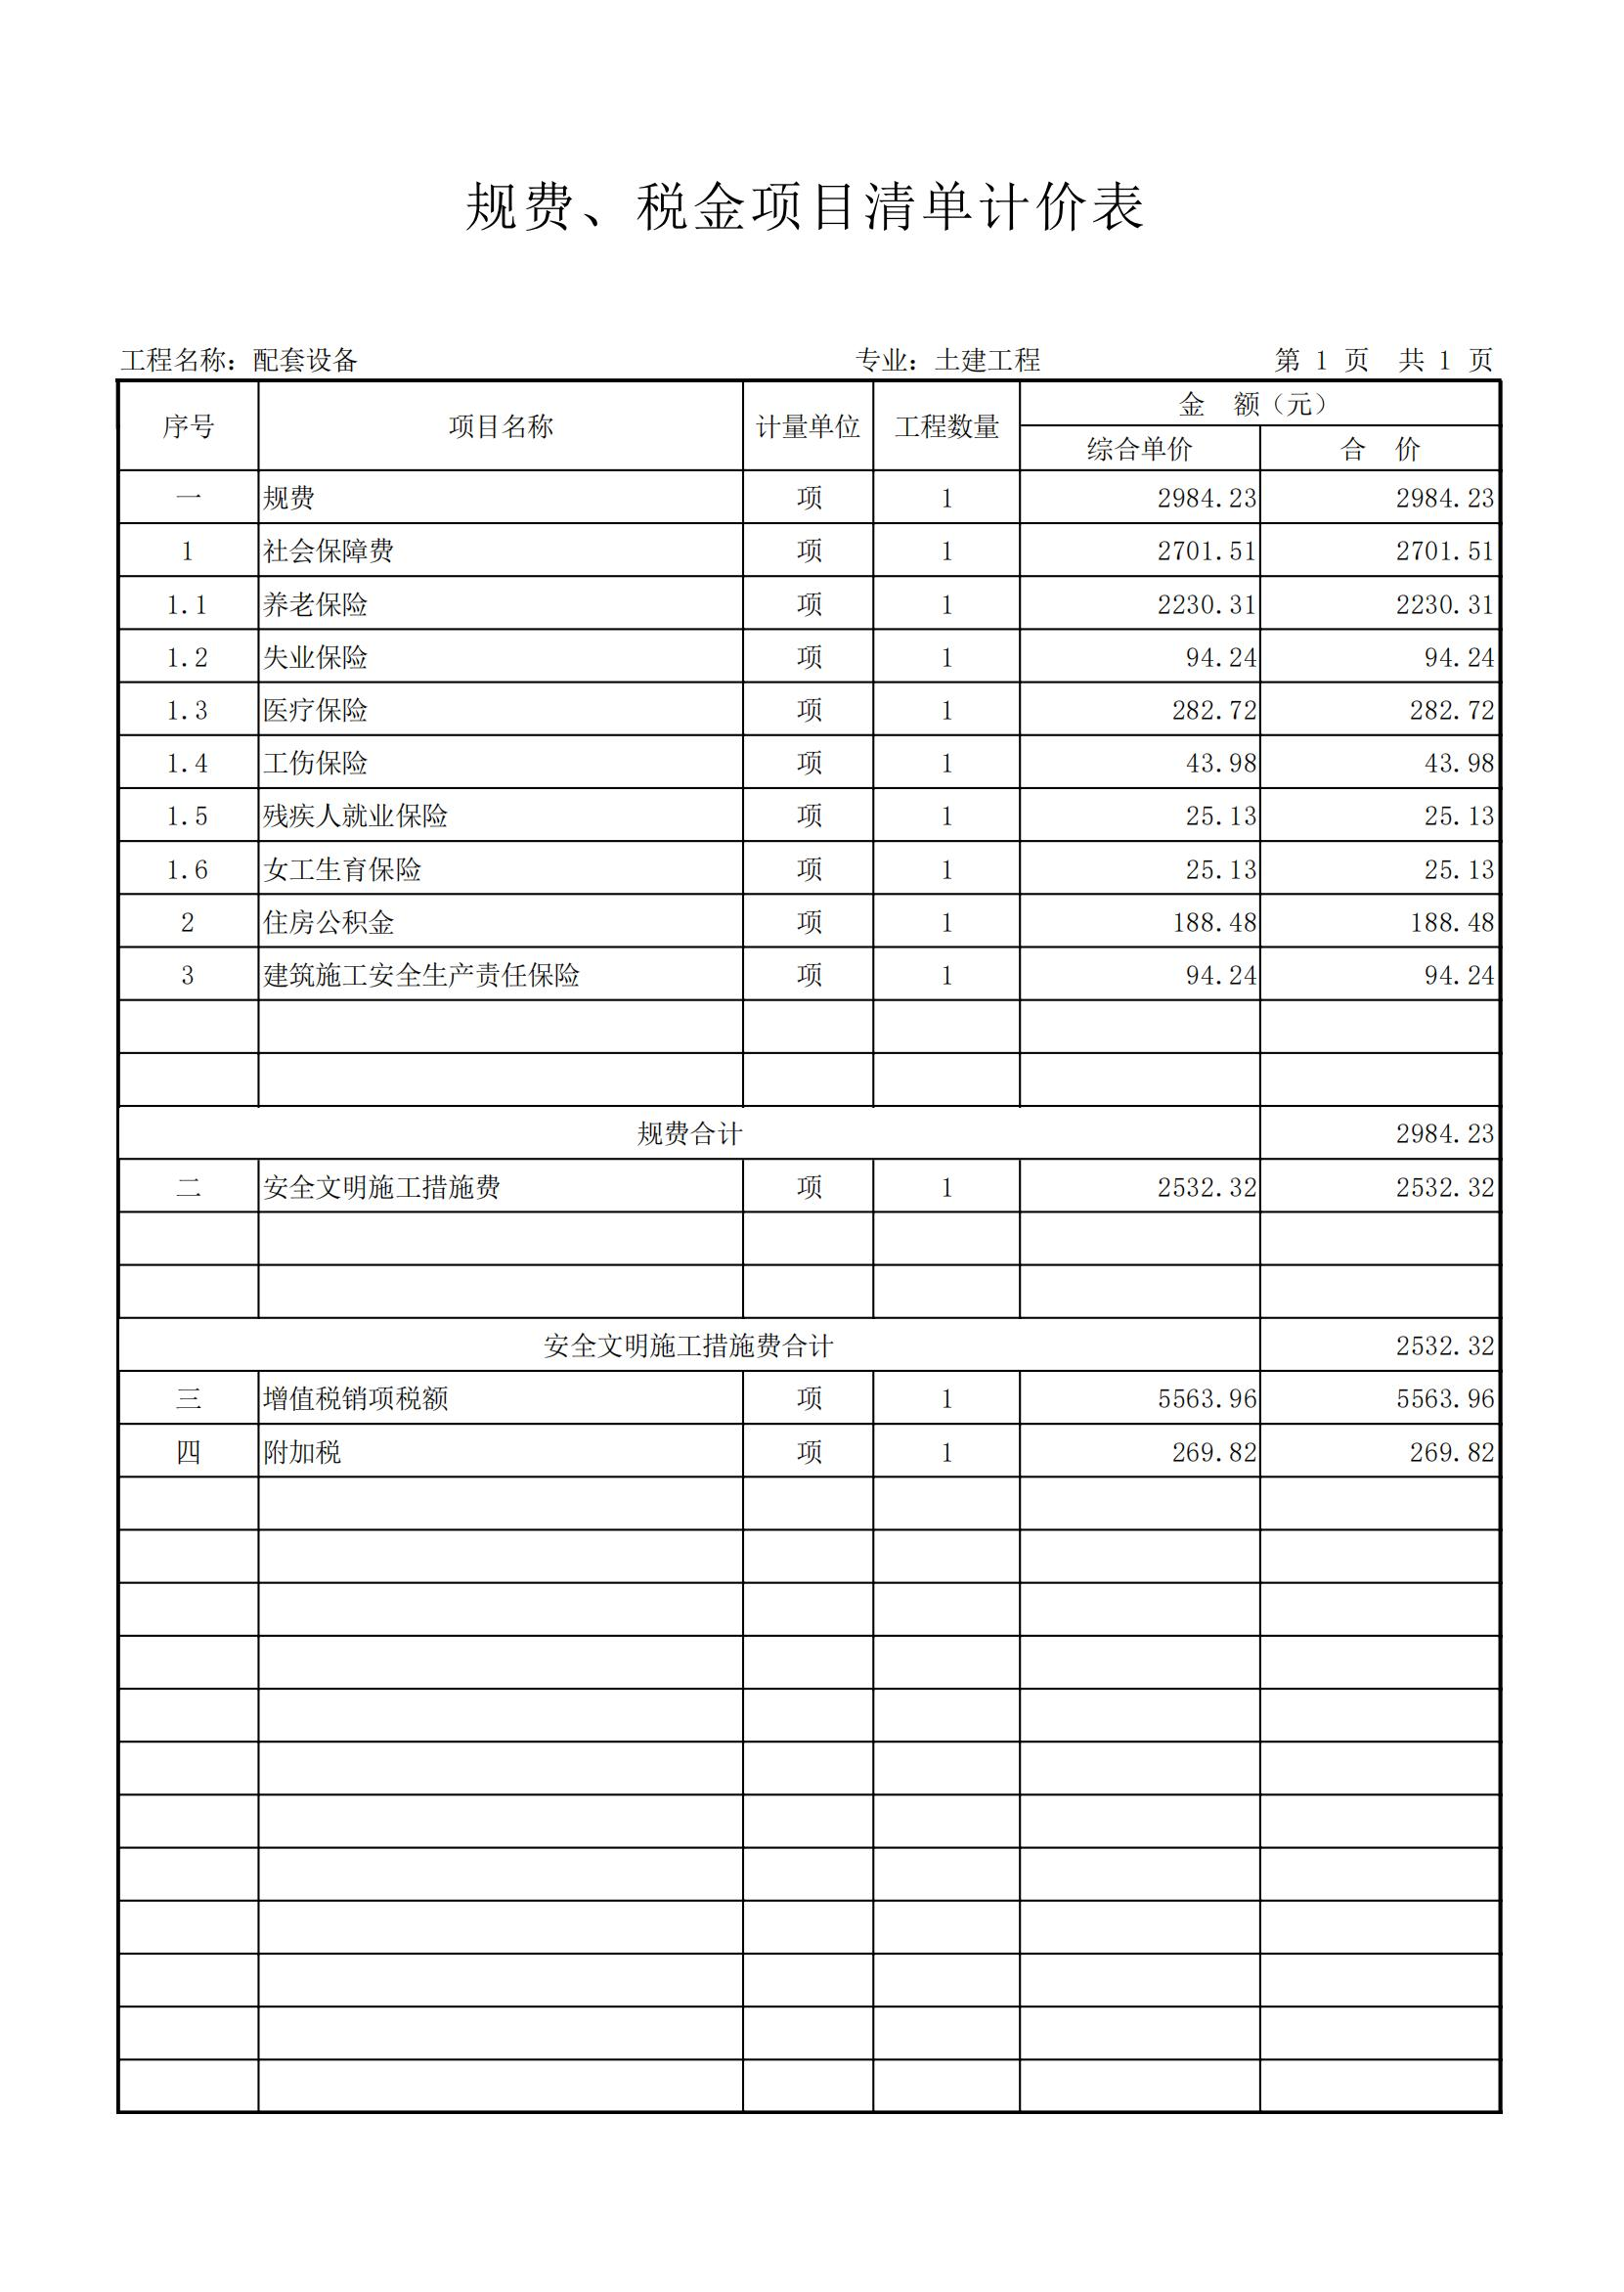 规费、税金项目清单计价表
工程名称：配套设备 专业：土建工程 第 1 页 共 1 页
序号 项目名称 计量单位 工程数量 金 额（元）
综合单价 合 价
一 规费 项 1 2984.23 2984.23
1 社会保障费 项 1 2701.51 2701.51
1.1 养老保险 项 1 2230.31 2230.31
1.2 失业保险 项 1 94.24 94.24
1.3 医疗保险 项 1 282.72 282.72
1.4 工伤保险 项 1 43.98 43.98
1.5 残疾人就业保险 项 1 25.13 25.13
1.6 女工生育保险 项 1 25.13 25.13
2 住房公积金 项 1 188.48 188.48
3 建筑施工安全生产责任保险 项 1 94.24 94.24
规费合计 2984.23
二 安全文明施工措施费 项 1 2532.32 2532.32
安全文明施工措施费合计 2532.32
三 增值税销项税额 项 1 5563.96 5563.96
四 附加税 项 1 269.82 269.82